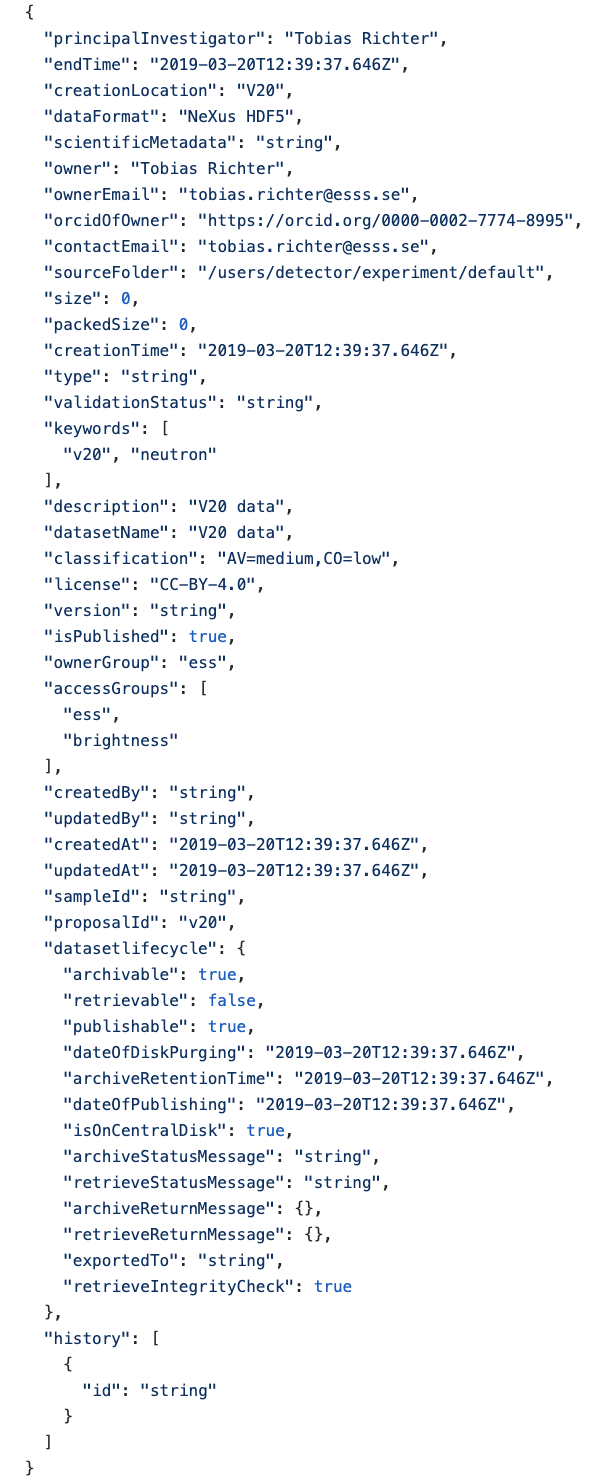 {
"principalInvestigator": "Tobias Richter",
"endTime": "2019-03-20T12:39:37.646Z",
"creationLocation": "V20",
"dataFormat": "NeXus HDF5",
"scientificMetadata": "string",
"owner": "Tobias Richter",
"ownerEmail": "tobias.richter@esss.se",
"orcidOfOwner": "https://orcid.org/0000-0002-7774-8995",
"contactEmail": "tobias.richter@esss.se",
"sourceFolder": "/users/detector/experiment/default",
"size": 0,
"packedSize": 0,
"creationTime": "2019-03-20T12:39:37.646Z",
"type": "string",
"validationStatus": "string",
"keywords": [
"v20", "neutron"
],
"description": "V20 data",
"datasetName": "V20 data",
"classification": "AV=medium,CO=low",
"license": "CC-BY-4.0",
"version": "string",
"isPublished": true,
"ownerGroup": "ess",
"accessGroups": [
"ess",
"brightness"
],
"createdBy": "string",
"updatedBy": "string",
"createdAt": "2019-03-20T12:39:37.646Z",
"updatedAt": "2019-03-20T12:39:37.646Z",
"sampleId": "string",
"proposalId": "v20",
"datasetlifecycle": {
"archivable": true,
"retrievable": false,
"publishable": true,
"dateOfDiskPurging": "2019-03-20T12:39:37.646Z",
"archiveRetentionTime": "2019-03-20T12:39:37.646Z",
"dateOfPublishing": "2019-03-20T12:39:37.646Z",
"isOnCentralDisk": true,
"archiveStatusMessage": "string",
"retrieveStatusMessage": "string",
"archiveReturnMessage": {},
"retrieveReturnMessage": {},
"exportedTo": "string",
"retrieveIntegrityCheck": true
},
"history": [
{
"id": "string"
}
]
}